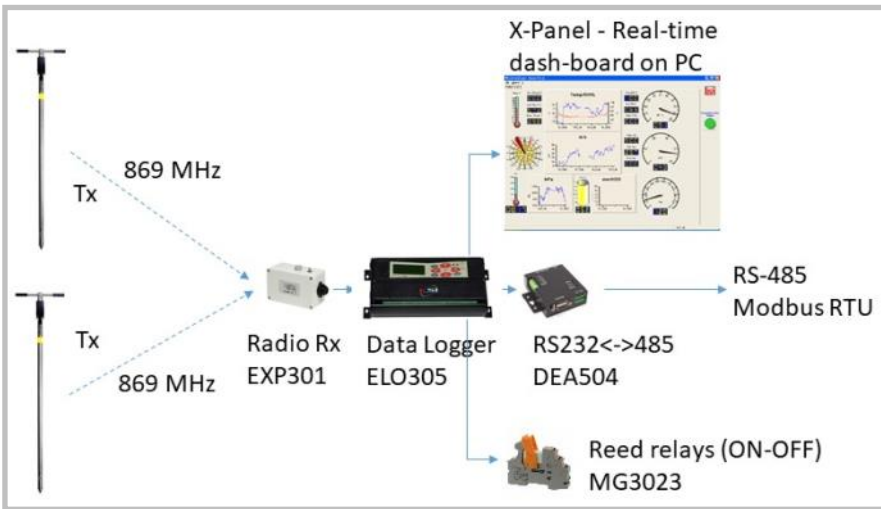 X-Panel - Real-time
dash-board on PC
869 MHz
Tx
Tx
869 MHz
Radio Rx
EXP301
Data Logger
ELO305
RS232<->485
DEA504
RS-485
Modbus RTU
Reed relays (ON-OFF)
MG3023